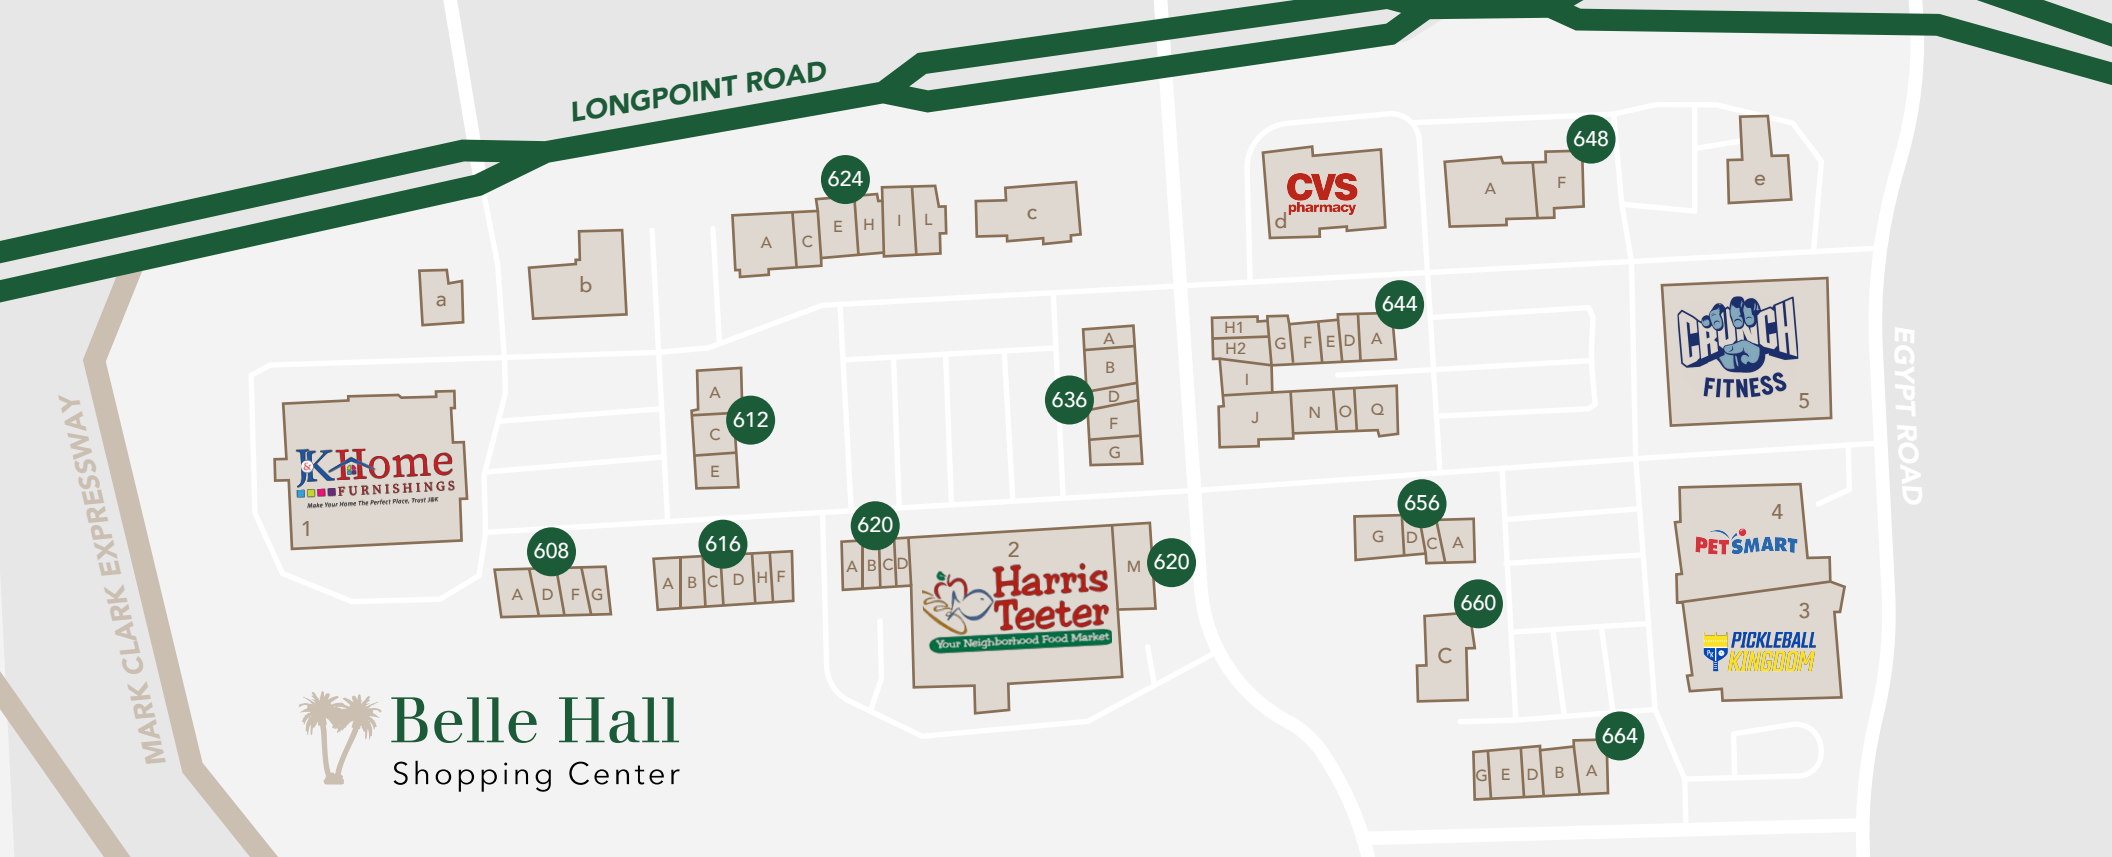 LONGPOINT ROAD
624
A C E H I L
c
CVS
pharmacy
d
648
A F
e
a
b
644
H1
H2
G F E D A
I
J N O Q
CRUNCH
FITNESS
5
EGYPT ROAD
MARK CLARK EXPRESSWAY
J&K Home
FURNISHINGS
Make Your Home The Perfect Place, Trust J&K
1
612
A
C
E
636
A
B
D
F
G
608
A D F G
616
A B C D H F
620
A B C D
2
Harris
Teeter
Your Neighborhood Food Market
M
620
656
G D C A
660
C
4
PETSMART
3
PICKLEBALL
KINGDOM
664
G E D B A
Belle Hall
Shopping Center